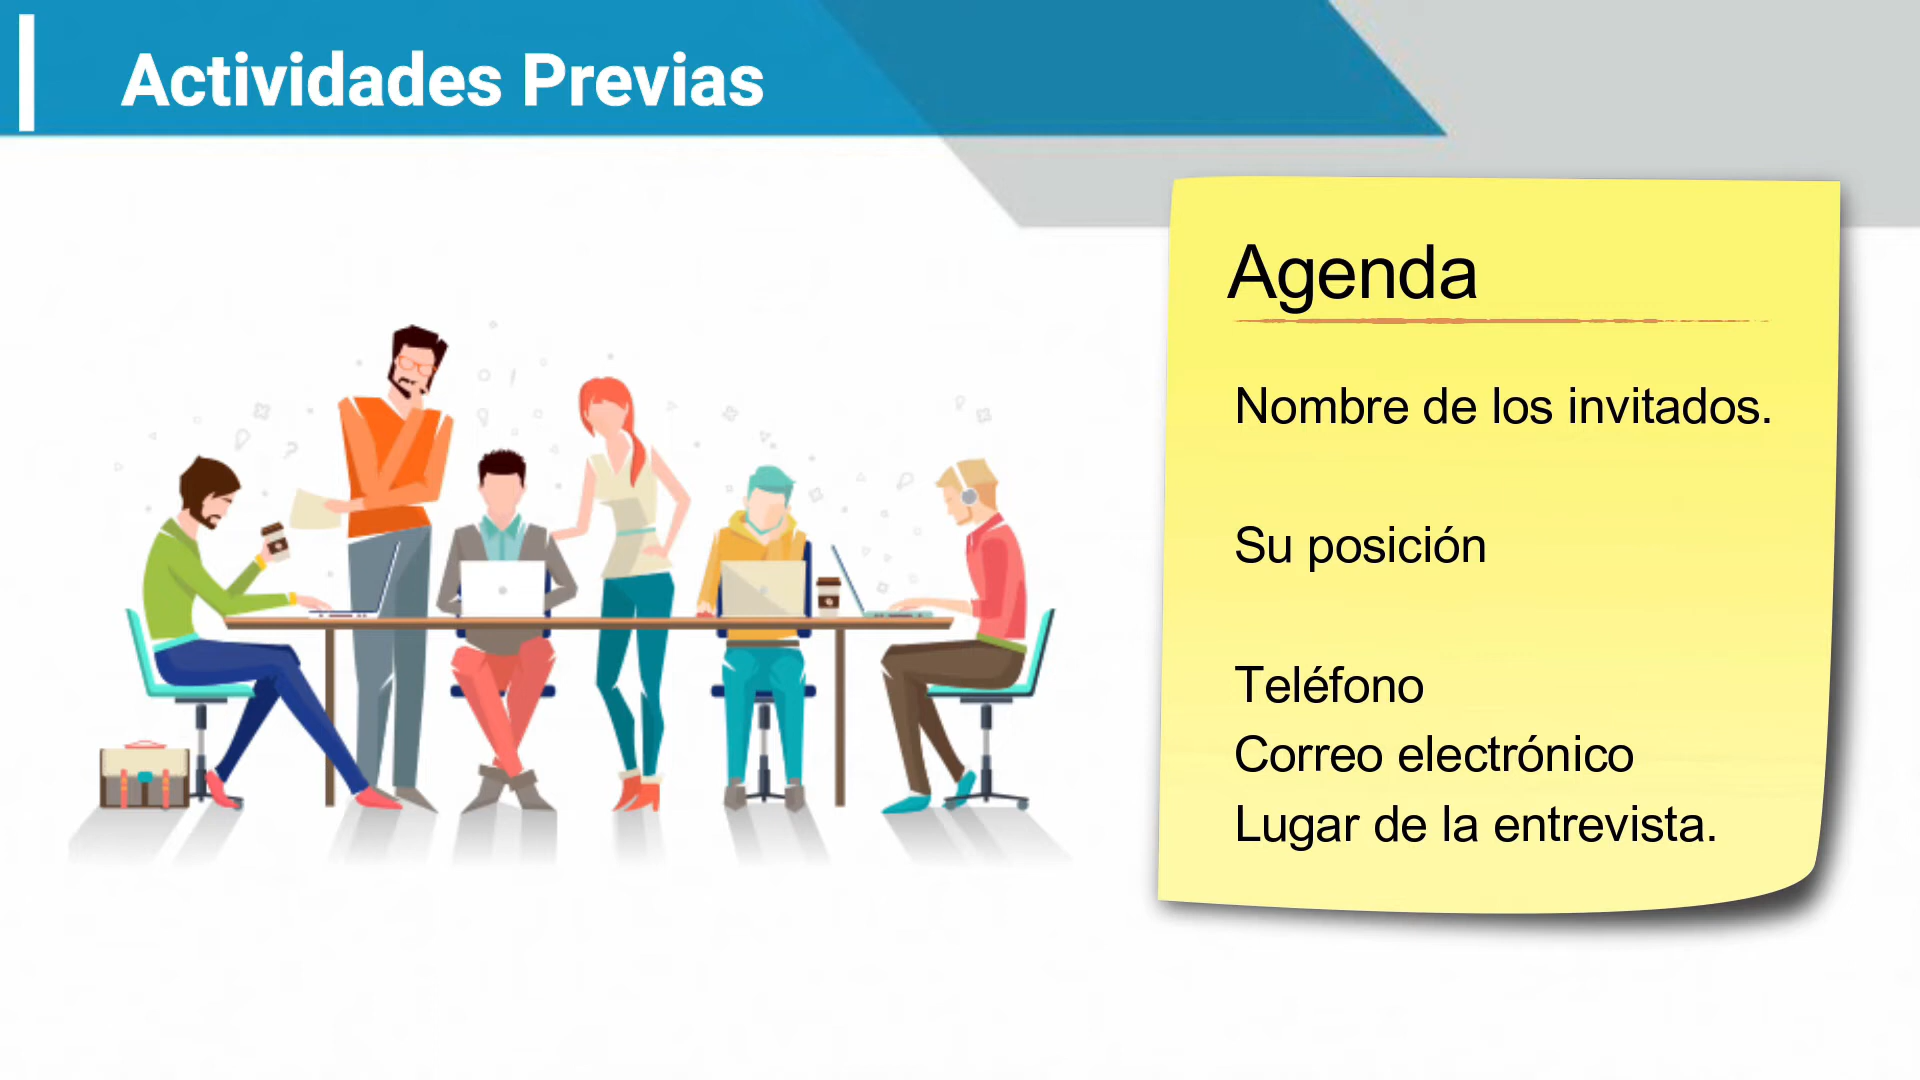 Actividades Previas
Agenda
Nombre de los invitados.
Su posición
Teléfono
Correo electrónico
Lugar de la entrevista.